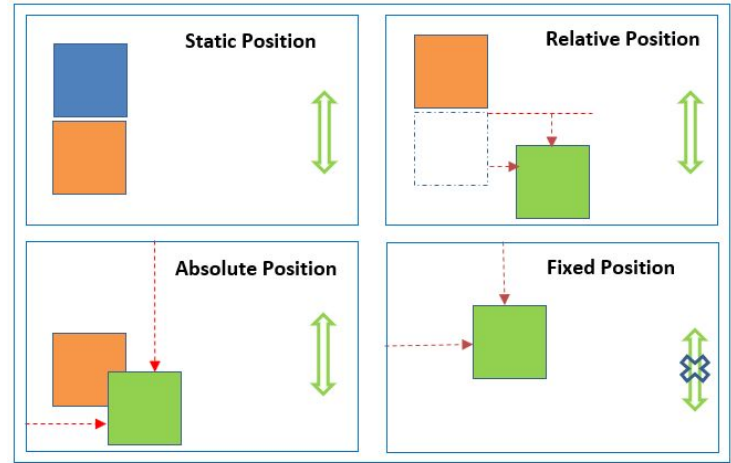 Static Position
Relative Position
Absolute Position
Fixed Position